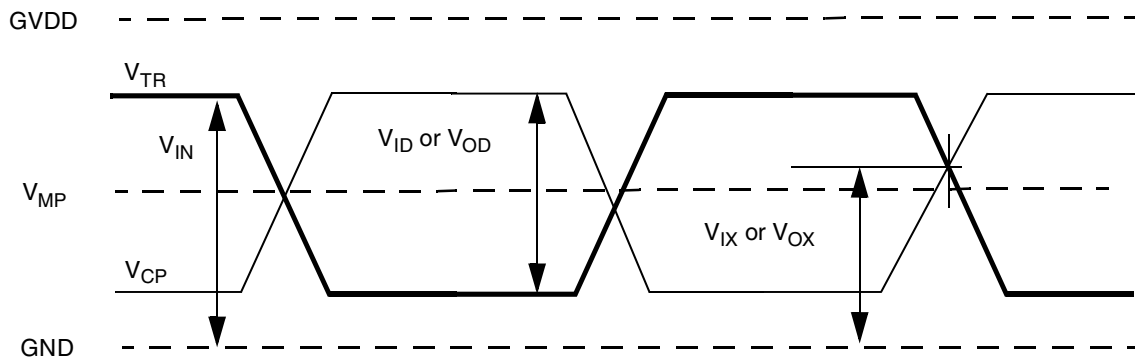 GVDD
VTR
VIN
VID or VOD
VMP
VIX or VOX
VCP
GND